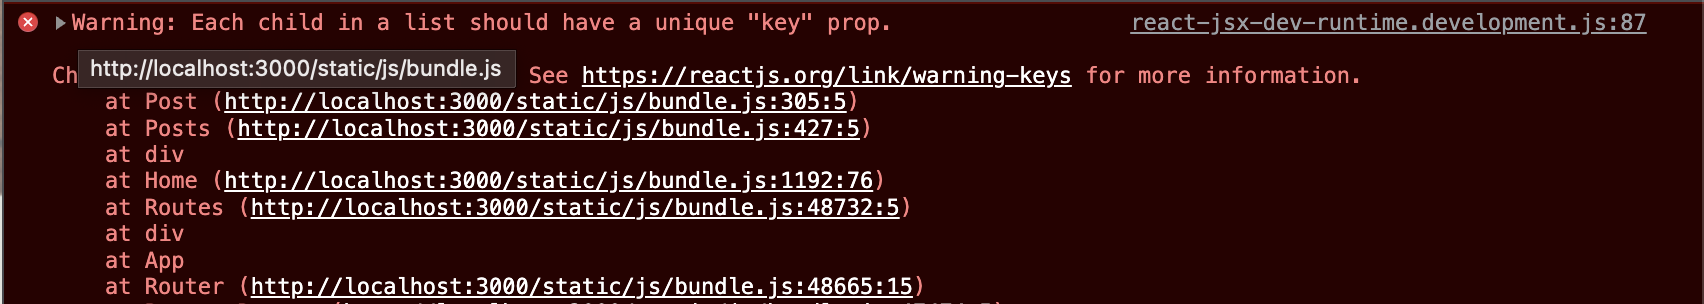 Warning: Each child in a list should have a unique "key" prop. react-jsx-dev-runtime.development.js:87
http://localhost:3000/static/js/bundle.js
Ch See https://reactjs.org/link/warning-keys for more information.
at Post (http://localhost:3000/static/js/bundle.js:305:5)
at Posts (http://localhost:3000/static/js/bundle.js:427:5)
at div
at Home (http://localhost:3000/static/js/bundle.js:1192:76)
at Routes (http://localhost:3000/static/js/bundle.js:48732:5)
at div
at App
at Router (http://localhost:3000/static/js/bundle.js:48665:15)